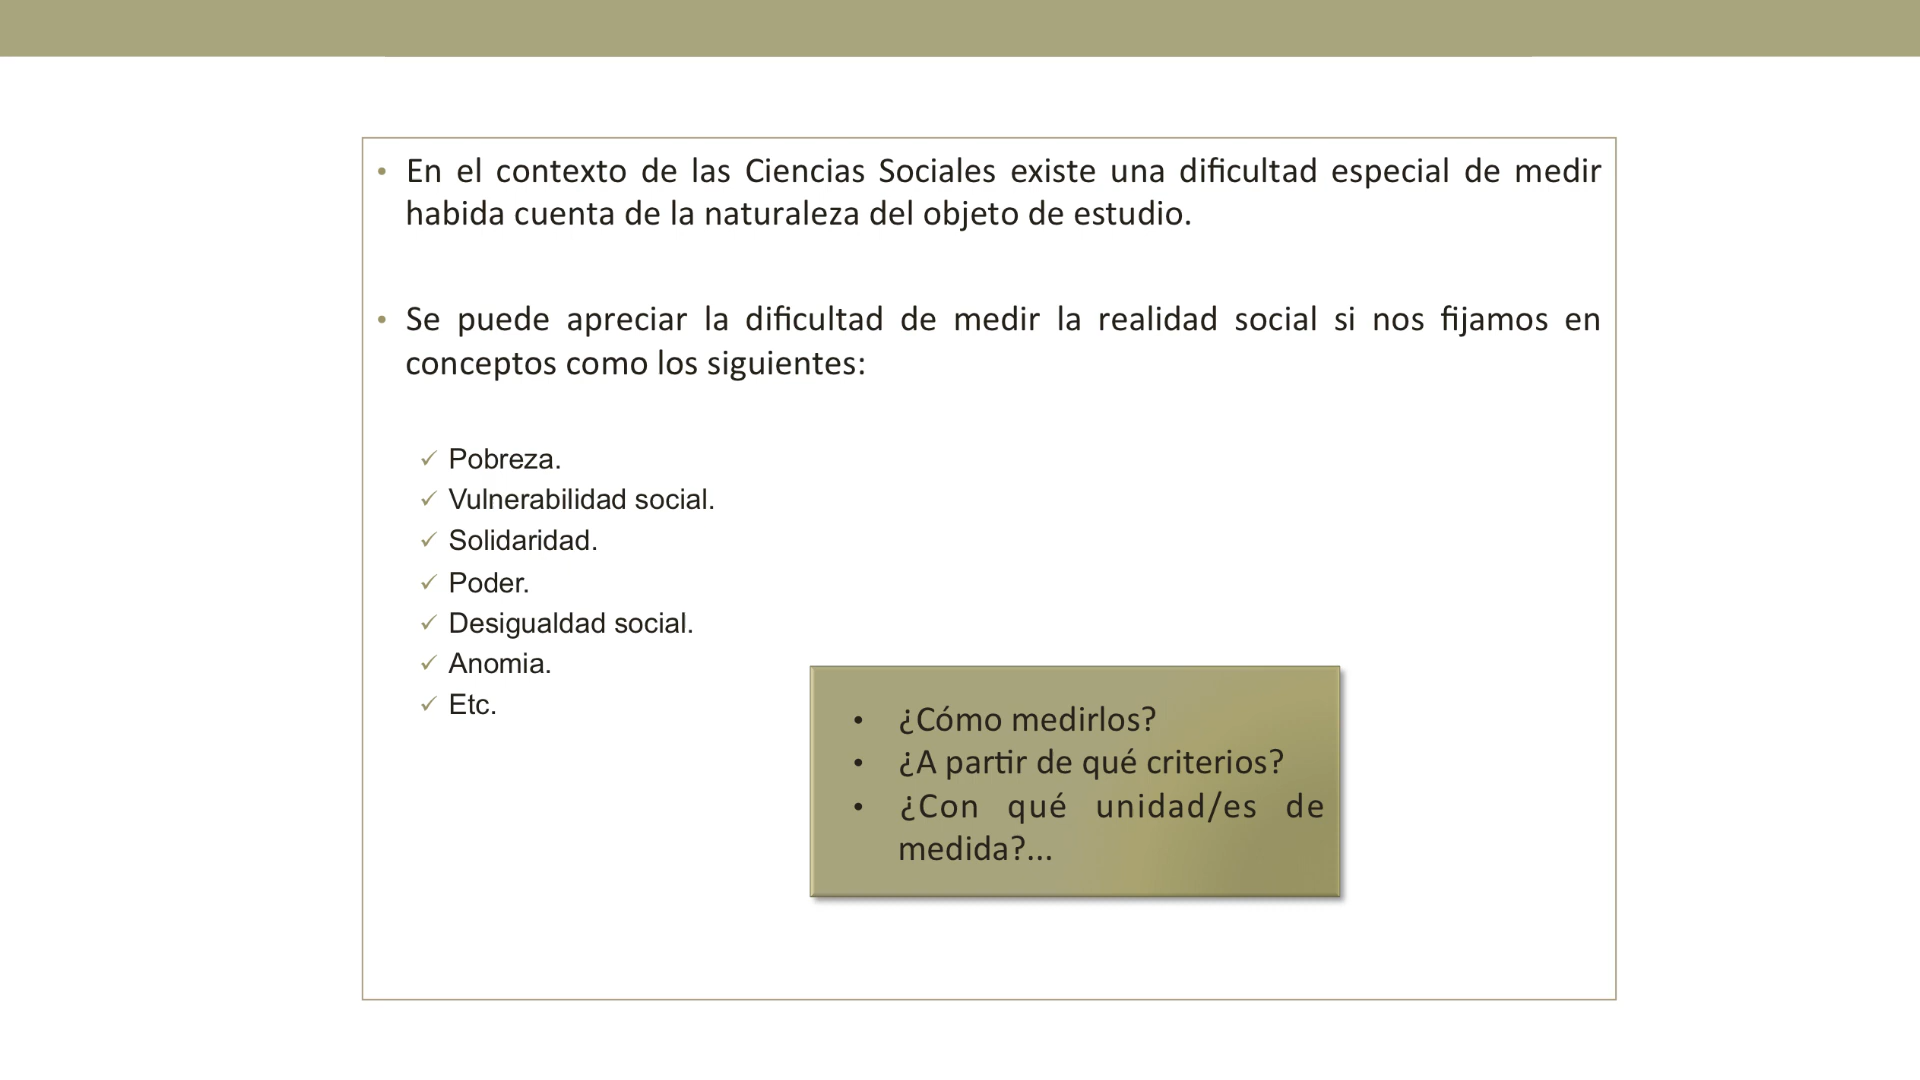 • En el contexto de las Ciencias Sociales existe una dificultad especial de medir
habida cuenta de la naturaleza del objeto de estudio.
• Se puede apreciar la dificultad de medir la realidad social si nos fijamos en
conceptos como los siguientes:
✓ Pobreza.
✓ Vulnerabilidad social.
✓ Solidaridad.
✓ Poder.
✓ Desigualdad social.
✓ Anomia.
✓ Etc.
• ¿Cómo medirlos?
• ¿A partir de qué criterios?
• ¿Con qué unidad/es de
medida?...